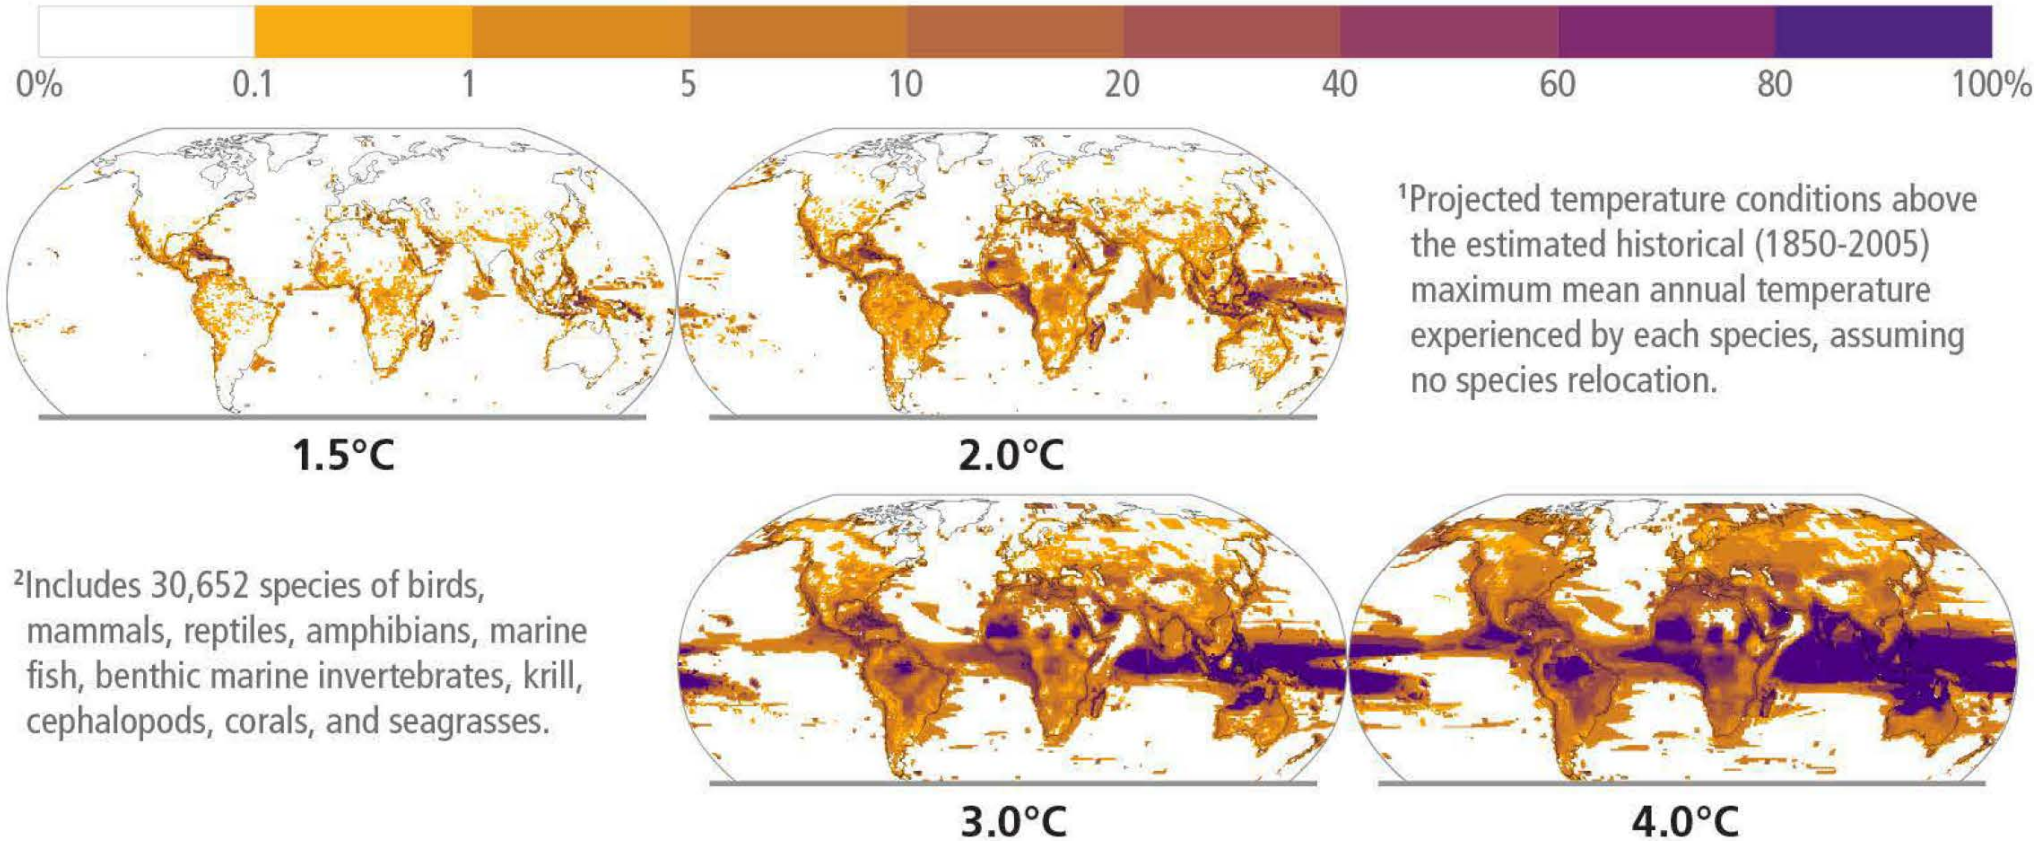 0% 0.1 1 5 10 20 40 60 80 100%
¹Projected temperature conditions above
the estimated historical (1850-2005)
maximum mean annual temperature
experienced by each species, assuming
no species relocation.
1.5°C 2.0°C
²Includes 30,652 species of birds,
mammals, reptiles, amphibians, marine
fish, benthic marine invertebrates, krill,
cephalopods, corals, and seagrasses.
3.0°C 4.0°C